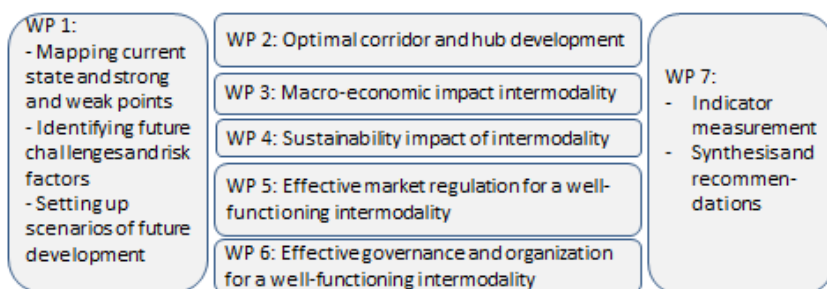 WP 1:
- Mapping current
state and strong
and weak points
- Identifying future
challenges and risk
factors
- Setting up
scenarios of future
development
WP 2: Optimal corridor and hub development
WP 3: Macro-economic impact intermodality
WP 4: Sustainability impact of intermodality
WP 5: Effective market regulation for a well-
functioning intermodality
WP 6: Effective governance and organization
for a well-functioning intermodality
WP 7:
- Indicator
measurement
- Synthesis and
recommen-
dations